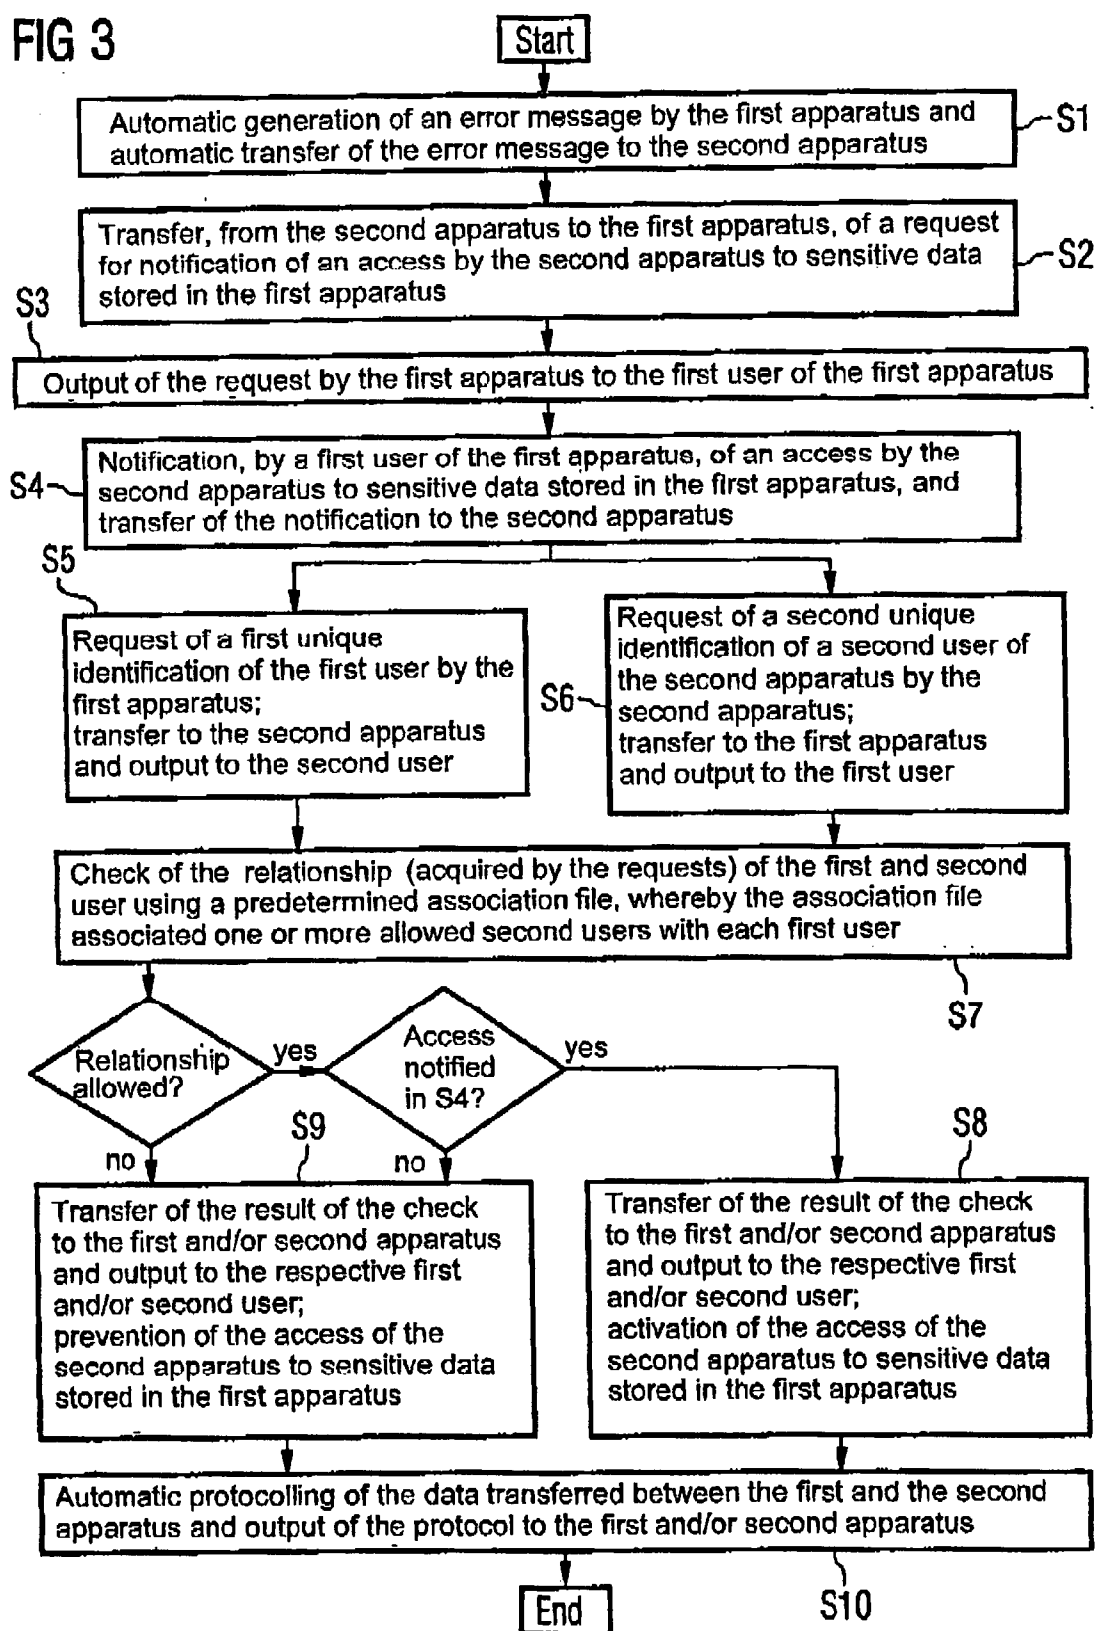 FIG 3
Start
Automatic generation of an error message by the first apparatus and
automatic transfer of the error message to the second apparatus
S1
Transfer, from the second apparatus to the first apparatus, of a request
for notification of an access by the second apparatus to sensitive data
stored in the first apparatus
S2
S3
Output of the request by the first apparatus to the first user of the first apparatus
S4
Notification, by a first user of the first apparatus, of an access by the
second apparatus to sensitive data stored in the first apparatus, and
transfer of the notification to the second apparatus
S5
Request of a first unique
identification of the first user by the
first apparatus;
transfer to the second apparatus
and output to the second user
S6
Request of a second unique
identification of a second user of
the second apparatus by the
second apparatus;
transfer to the first apparatus
and output to the first user
Check of the relationship (acquired by the requests) of the first and second
user using a predetermined association file, whereby the association file
associated one or more allowed second users with each first user
S7
Relationship
allowed?
yes
Access
notified
in S4?
yes
no
S9
no
S8
Transfer of the result of the check
to the first and/or second apparatus
and output to the respective first
and/or second user;
prevention of the access of the
second apparatus to sensitive data
stored in the first apparatus
Transfer of the result of the check
to the first and/or second apparatus
and output to the respective first
and/or second user;
activation of the access of the
second apparatus to sensitive data
stored in the first apparatus
Automatic protocolling of the data transferred between the first and the second
apparatus and output of the protocol to the first and/or second apparatus
End
S10